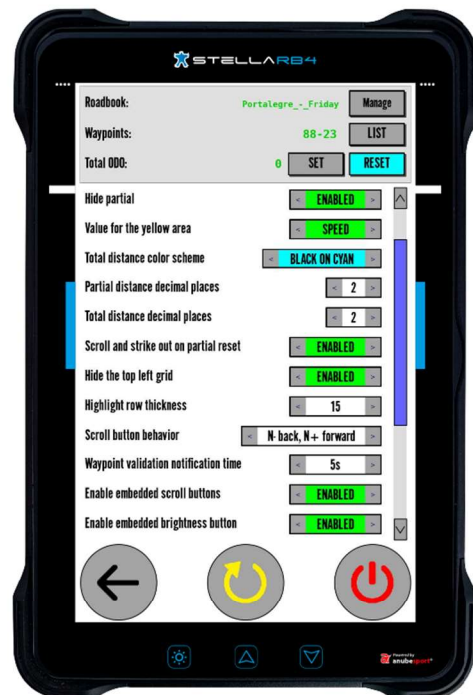 STELLAR84
Roadbook: Portalegre_-_Friday Manage
Waypoints: 88-23 LIST
Total ODO: 0 SET RESET
Hide partial < ENABLED >
Value for the yellow area < SPEED >
Total distance color scheme < BLACK ON CYAN >
Partial distance decimal places < 2 >
Total distance decimal places < 2 >
Scroll and strike out on partial reset < ENABLED >
Hide the top left grid < ENABLED >
Highlight row thickness < 15 >
Scroll button behavior < N- back, N+ forward >
Waypoint validation notification time < 5s >
Enable embedded scroll buttons < ENABLED >
Enable embedded brightness button < ENABLED >
Powered by
anubesport